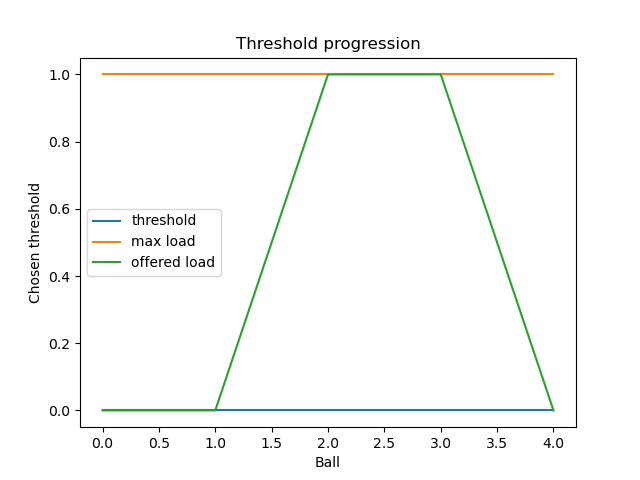 Threshold progression
Chosen threshold
1.0
0.8
0.6
0.4
0.2
0.0
threshold
max load
offered load
0.0 0.5 1.0 1.5 2.0 2.5 3.0 3.5 4.0
Ball